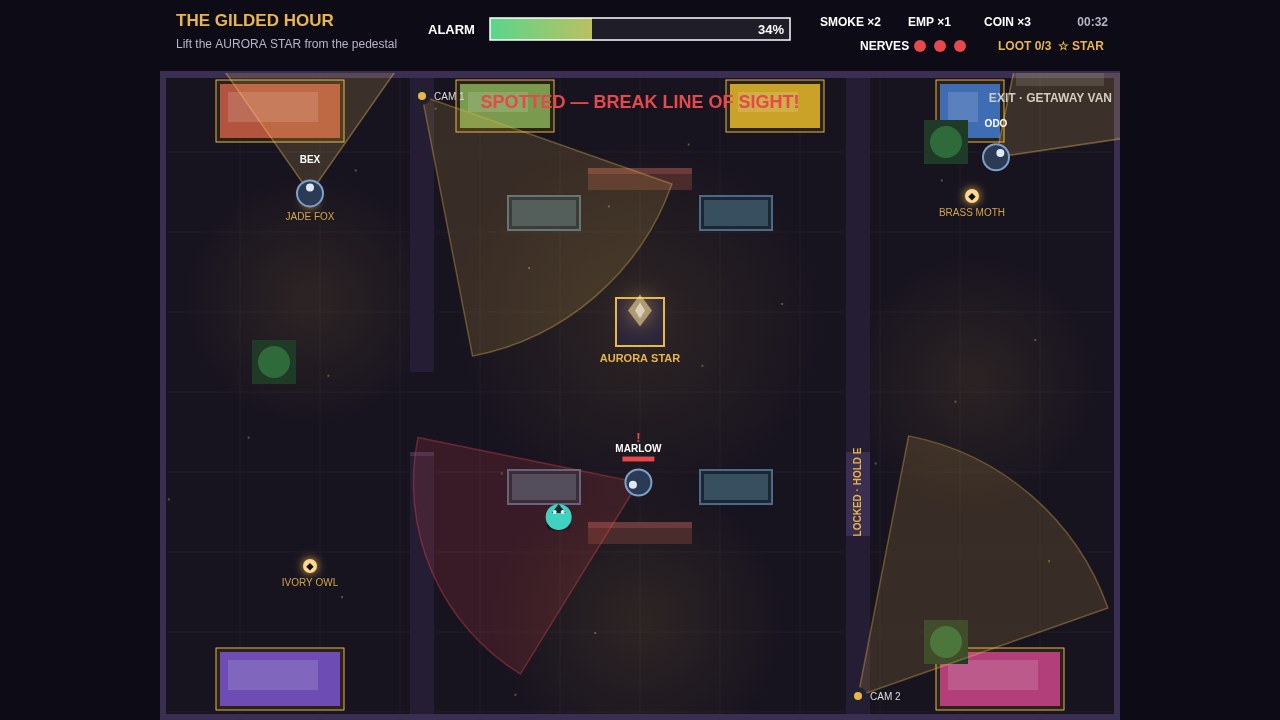 THE GILDED HOUR
Lift the AURORA STAR from the pedestal
ALARM
34%
SMOKE ×2
EMP ×1
COIN ×3
00:32
NERVES
LOOT 0/3 ☆ STAR
CAM 1
SPOTTED — BREAK LINE OF SIGHT!
EXIT · GETAWAY VAN
ODO
BEX
JADE FOX
BRASS MOTH
AURORA STAR
!
MARLOW
LOCKED · HOLD E
IVORY OWL
CAM 2